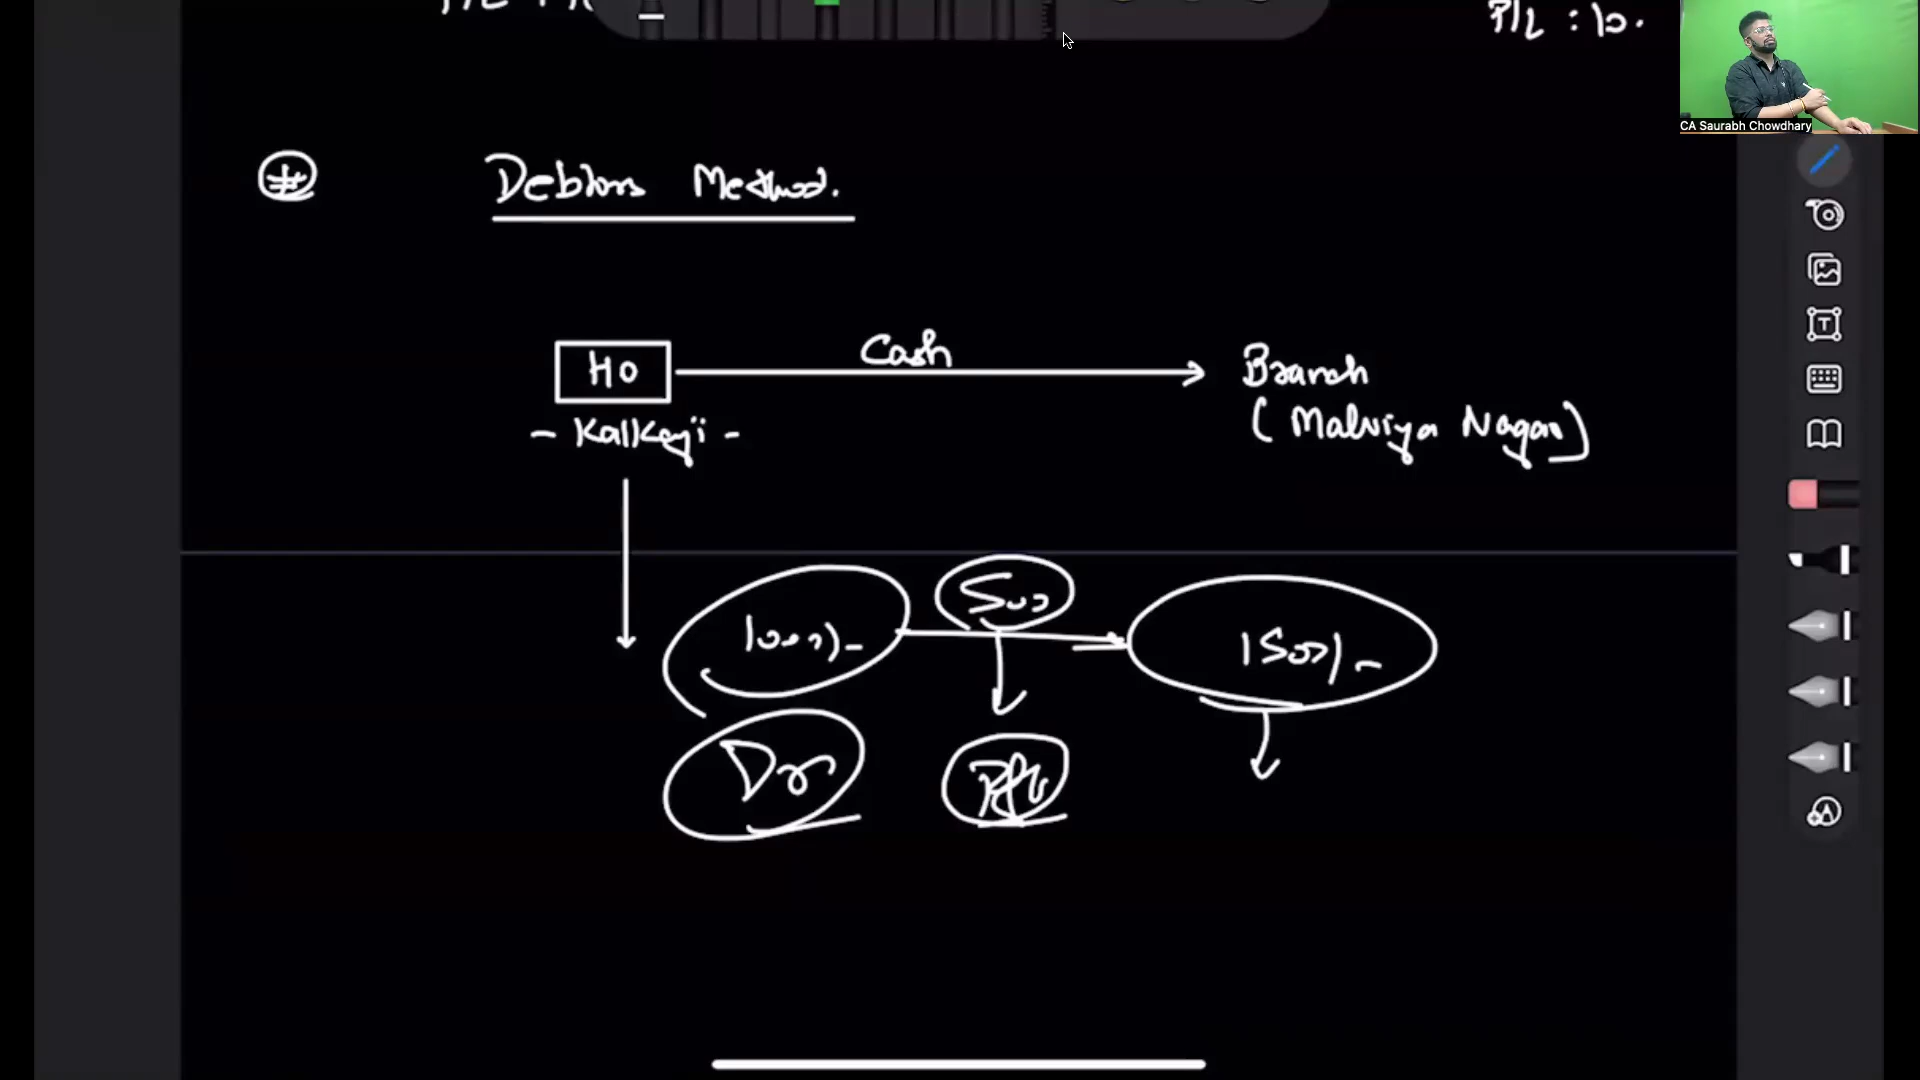 P/L : 10.
CA Saurabh Chowdhary
Debtors Method.
HO
Cash
Branch
- Kalkaji -
(Malviya Nagar)
500
1000/-
1500/-
Dr
T